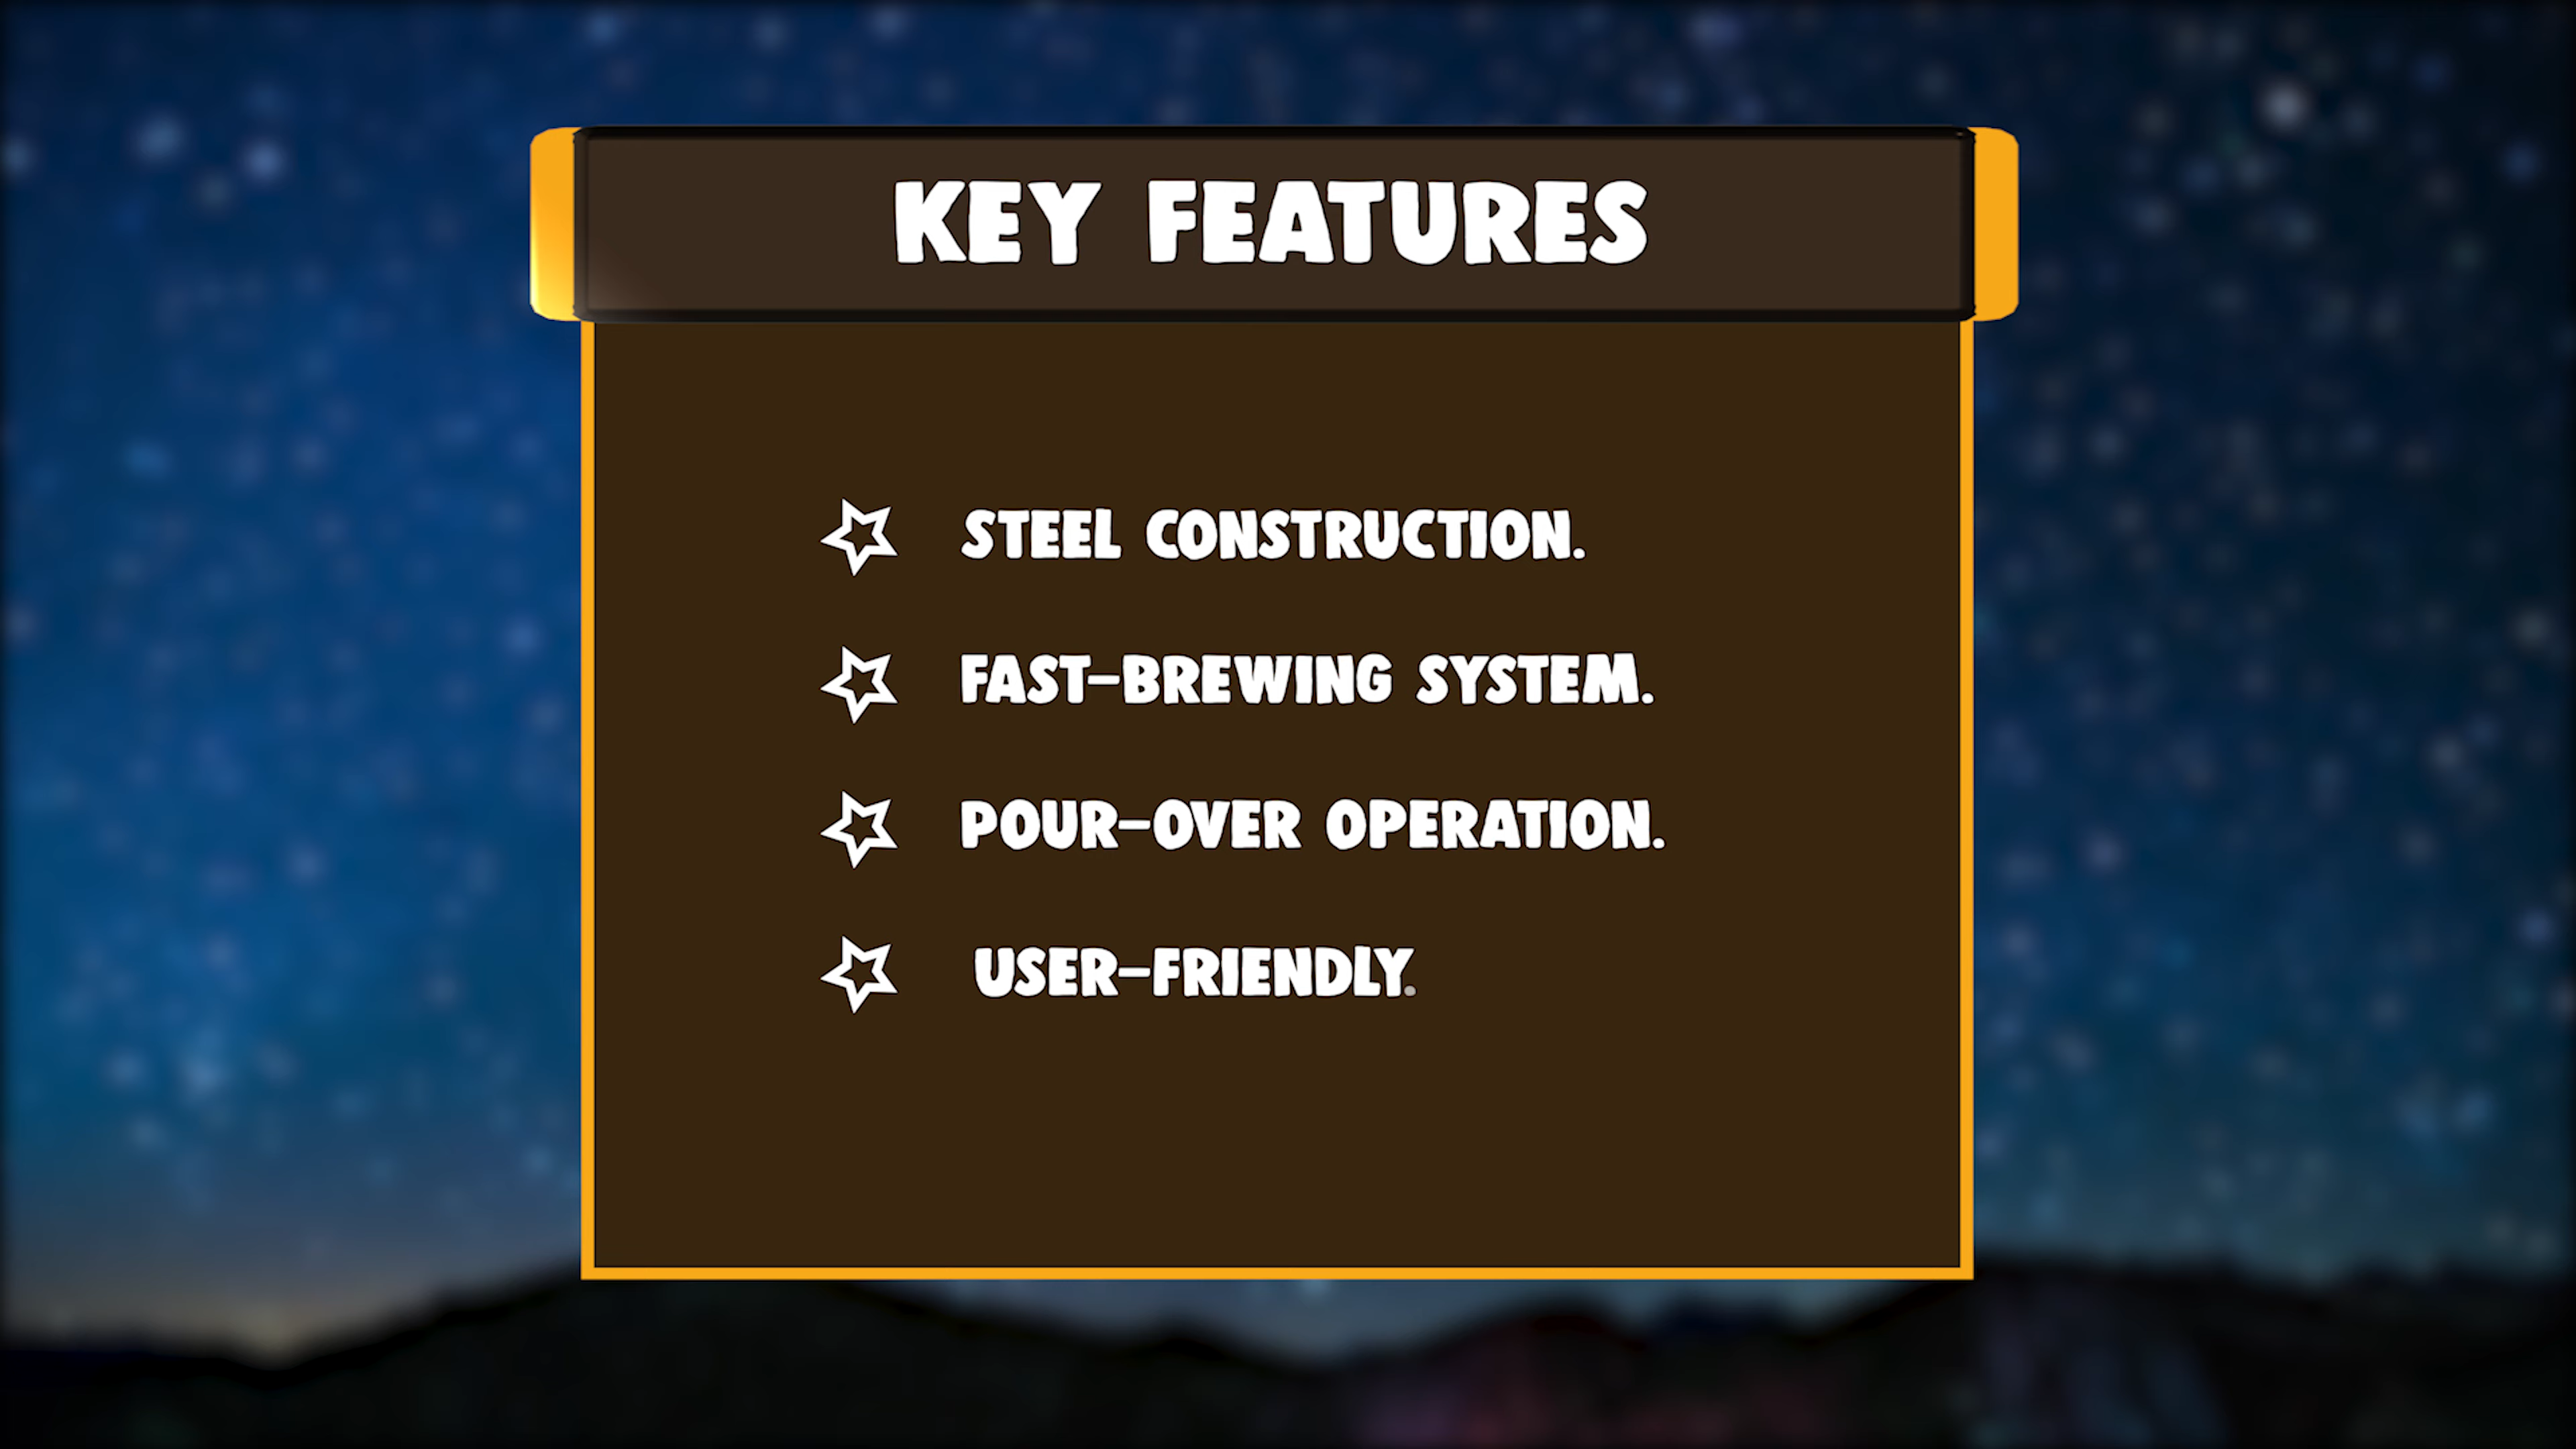 KEY FEATURES
STEEL CONSTRUCTION.
FAST-BREWING SYSTEM.
POUR-OVER OPERATION.
USER-FRIENDLY.